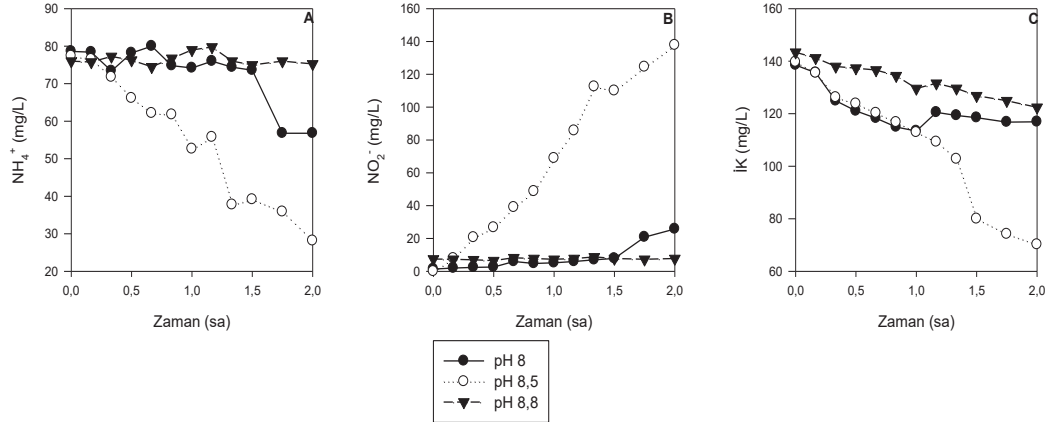 A
NH₄⁺ (mg/L)
90
80
70
60
50
40
30
20
0,0 0,5 1,0 1,5 2,0
Zaman (sa)
B
NO₂⁻ (mg/L)
160
140
120
100
80
60
40
20
0
0,0 0,5 1,0 1,5 2,0
Zaman (sa)
C
İK (mg/L)
160
140
120
100
80
60
0,0 0,5 1,0 1,5 2,0
Zaman (sa)
pH 8
pH 8,5
pH 8,8